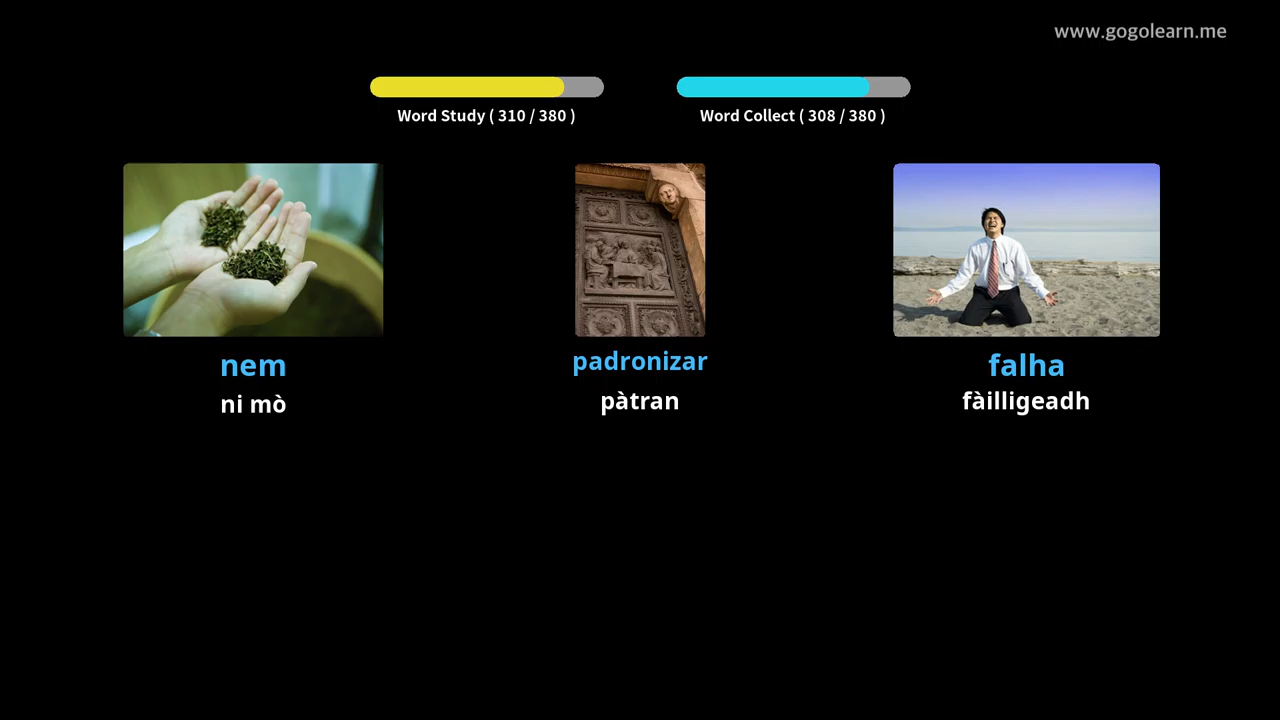 www.gogolearn.me
Word Study ( 310 / 380 )
Word Collect ( 308 / 380 )
nem
ni mò
padronizar
pàtran
falha
fàilligeadh